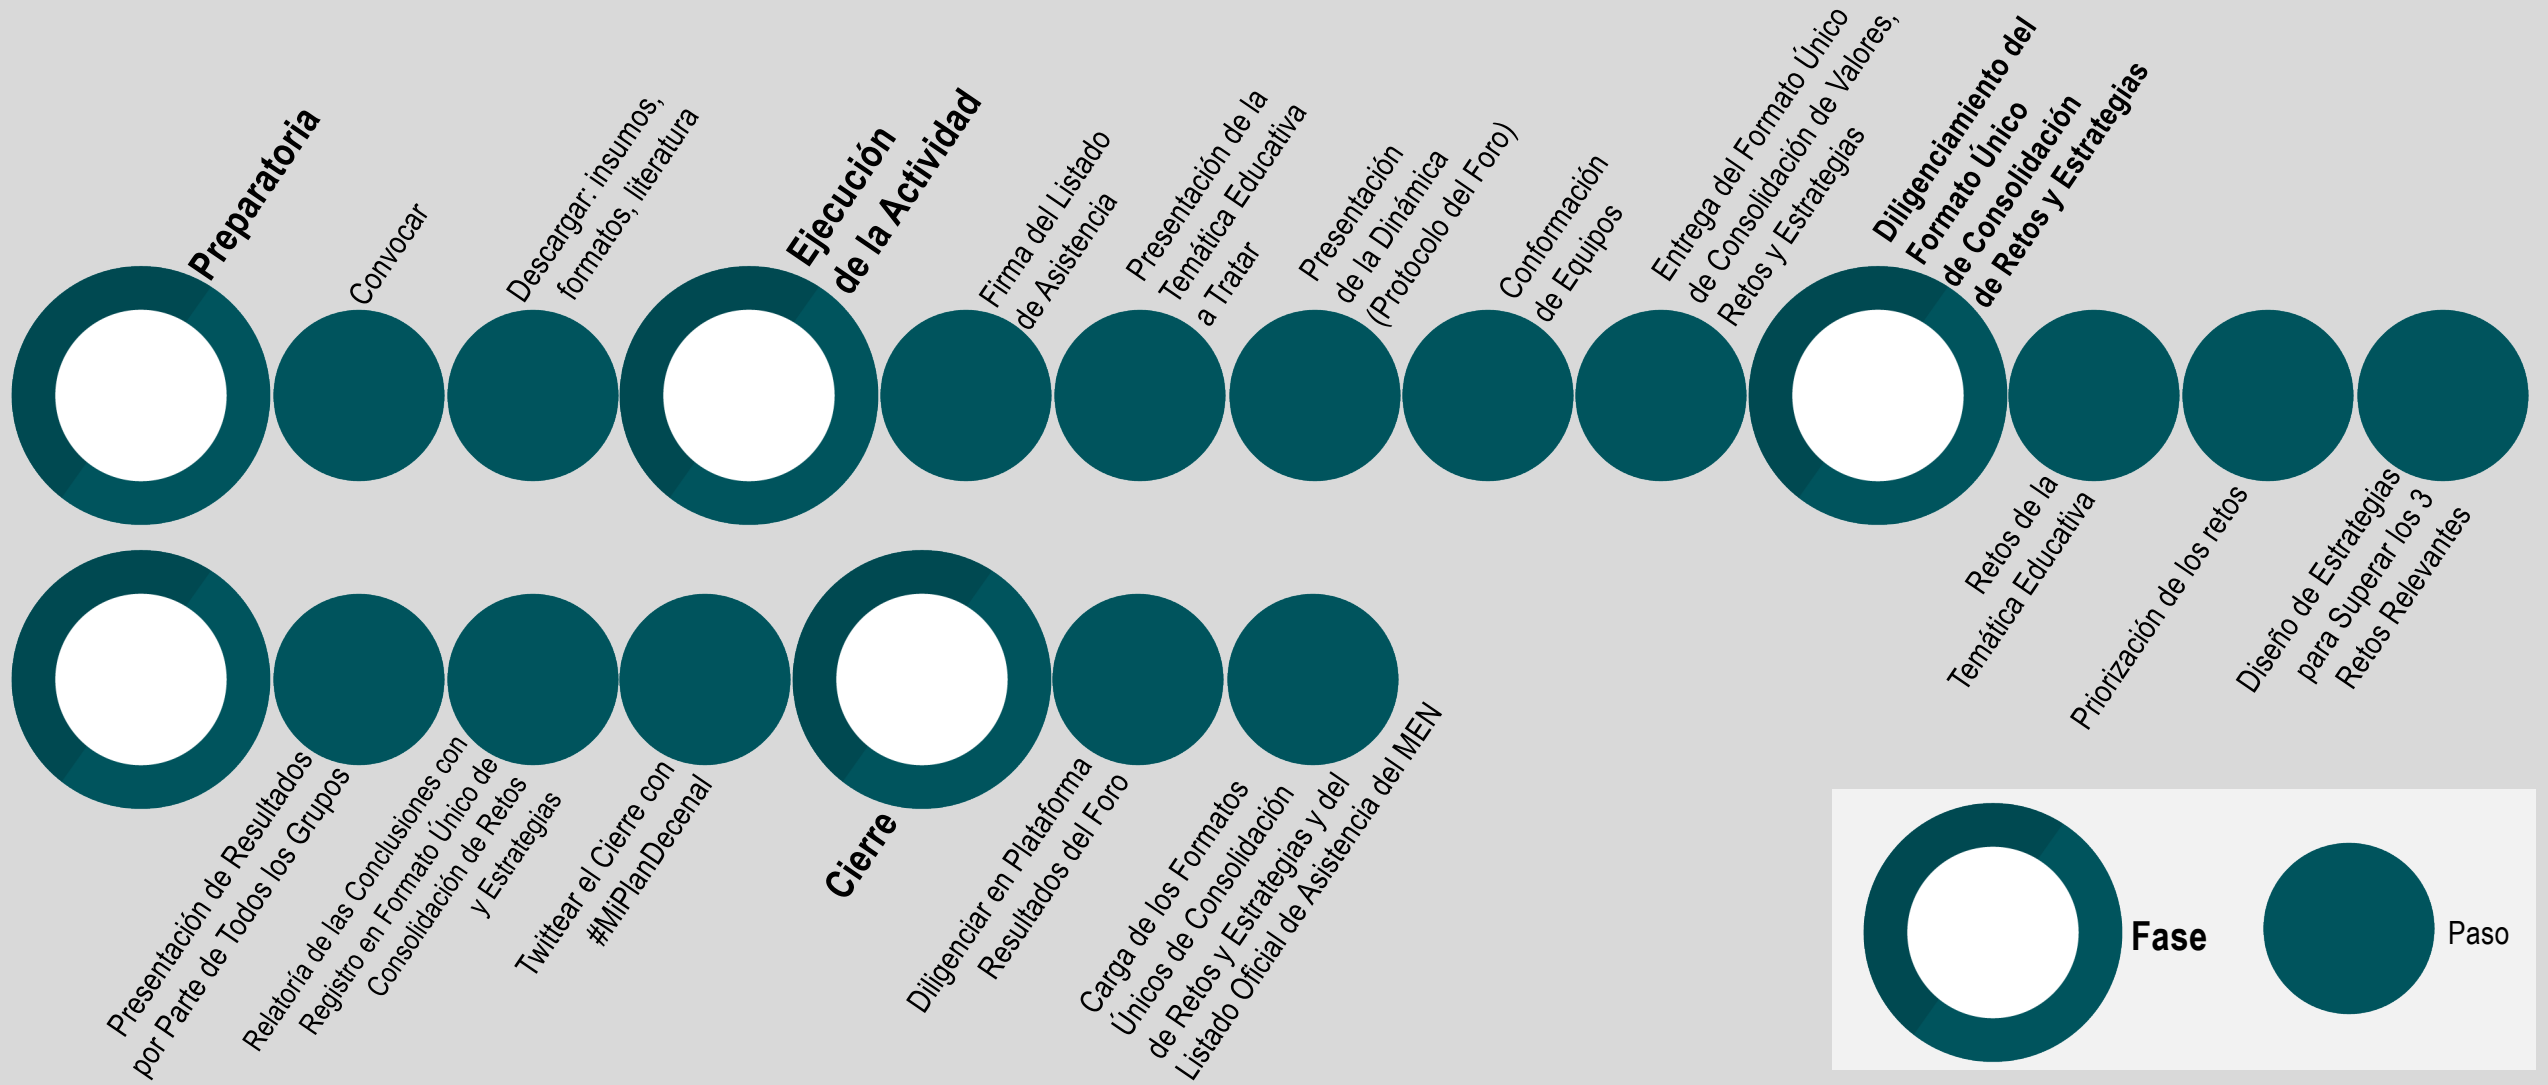 Preparatoria
Convocar
Descargar: insumos,
formatos, literatura
Ejecución
de la Actividad
Firma del Listado
de Asistencia
Presentación de la
Temática Educativa
a Tratar
Presentación
de la Dinámica
(Protocolo del Foro)
Conformación
de Equipos
Entrega del Formato Único
de Consolidación de Valores,
Retos y Estrategias
Diligenciamiento del
Formato Único
de Consolidación
de Retos y Estrategias
Retos de la
Temática Educativa
Priorización de los retos
Diseño de Estrategias
para Superar los 3
Retos Relevantes
Presentación de Resultados
por Parte de Todos los Grupos
Relatoría de las Conclusiones con
Registro en Formato Único de
Consolidación de Retos
y Estrategias
Twittear el Cierre con
#MiPlanDecenal
Cierre
Diligenciar en Plataforma
Resultados del Foro
Carga de los Formatos
Únicos de Consolidación
de Retos y Estrategias y del
Listado Oficial de Asistencia del MEN
Fase
Paso